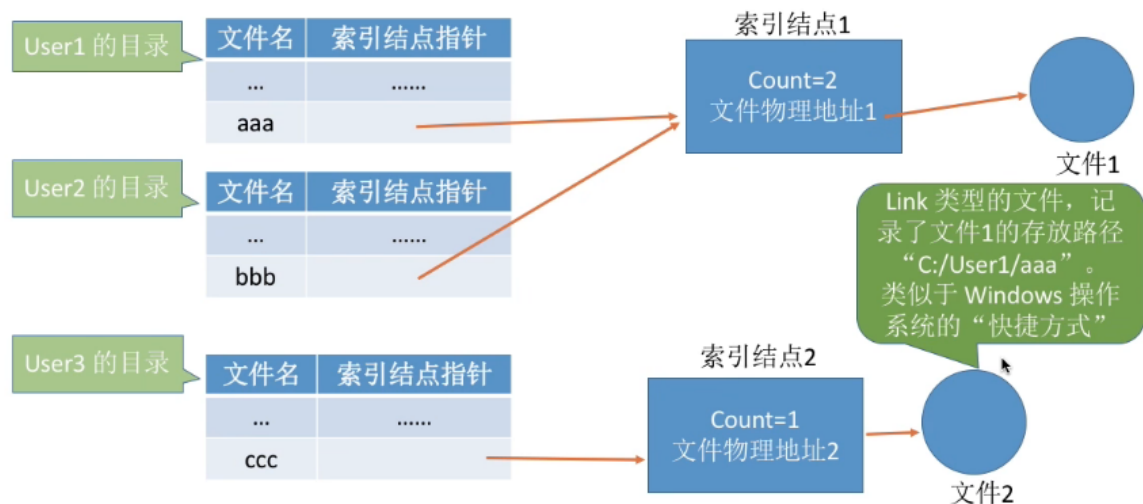 User1 的目录
文件名 索引结点指针
... ......
aaa
索引结点1
Count=2
文件物理地址1
文件1
User2 的目录
文件名 索引结点指针
... ......
bbb
Link 类型的文件，记
录了文件1的存放路径
“C:/User1/aaa”。
类似于 Windows 操作
系统的“快捷方式”
User3 的目录
文件名 索引结点指针
... ......
ccc
索引结点2
Count=1
文件物理地址2
文件2